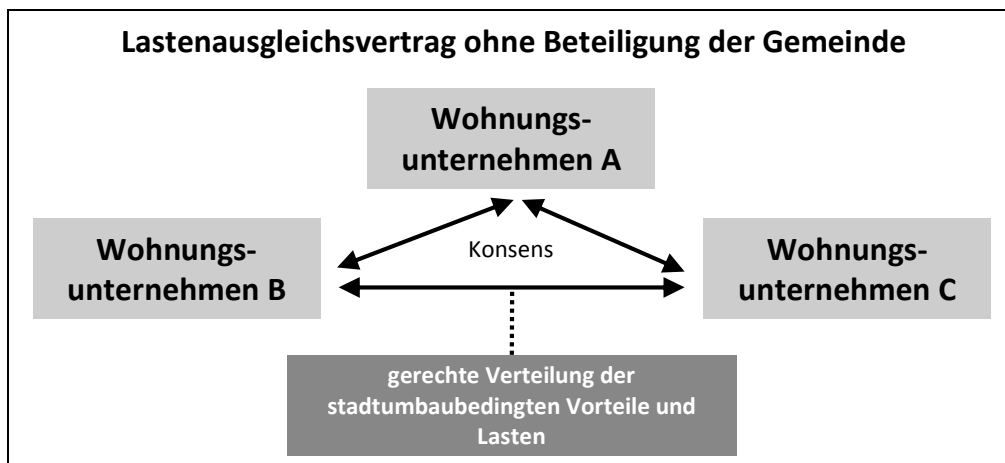 Lastenausgleichsvertrag ohne Beteiligung der Gemeinde
Wohnungs-
unternehmen A
Wohnungs-
unternehmen B
Konsens
Wohnungs-
unternehmen C
gerechte Verteilung der
stadtumbaubedingten Vorteile und
Lasten